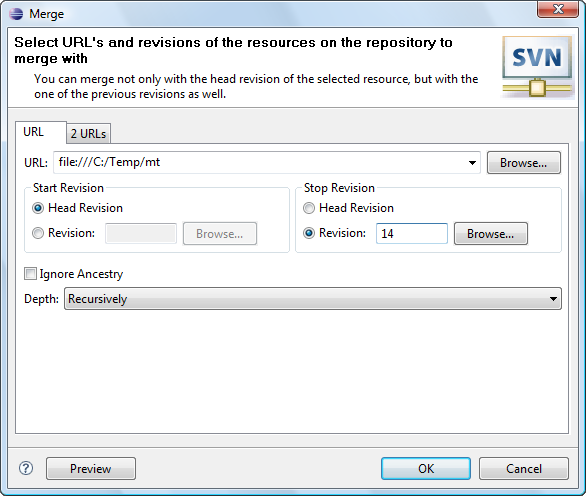 Merge
Select URL's and revisions of the resources on the repository to
merge with
You can merge not only with the head revision of the selected resource, but with the
one of the previous revisions as well.
SVN
URL 2 URLs
URL: file:///C:/Temp/mt Browse...
Start Revision Stop Revision
Head Revision Head Revision
Revision: Browse... Revision: 14 Browse...
Ignore Ancestry
Depth: Recursively
? Preview OK Cancel